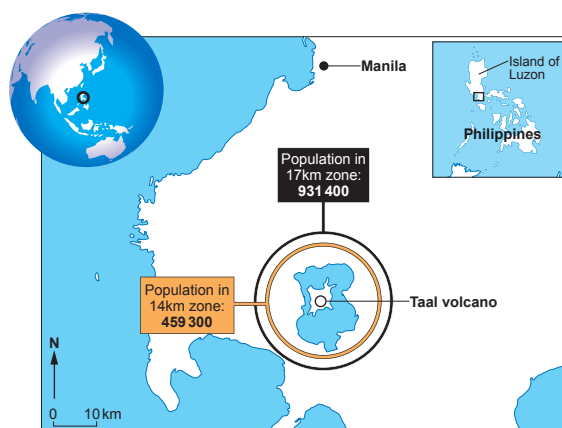 Manila
Island of
Luzon
Philippines
Population in
17km zone:
931 400
Population in
14km zone:
459 300
Taal volcano
N
0 10 km